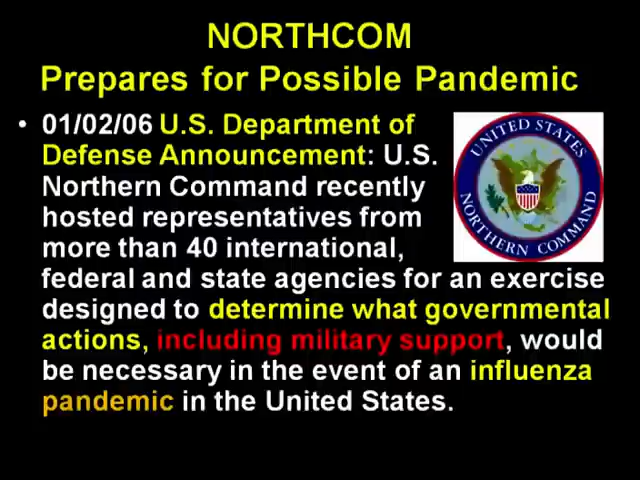 NORTHCOM
Prepares for Possible Pandemic
• 01/02/06 U.S. Department of
Defense Announcement: U.S.
Northern Command recently
hosted representatives from
more than 40 international,
federal and state agencies for an exercise
designed to determine what governmental
actions, including military support, would
be necessary in the event of an influenza
pandemic in the United States.
UNITED STATES
NORTHERN COMMAND